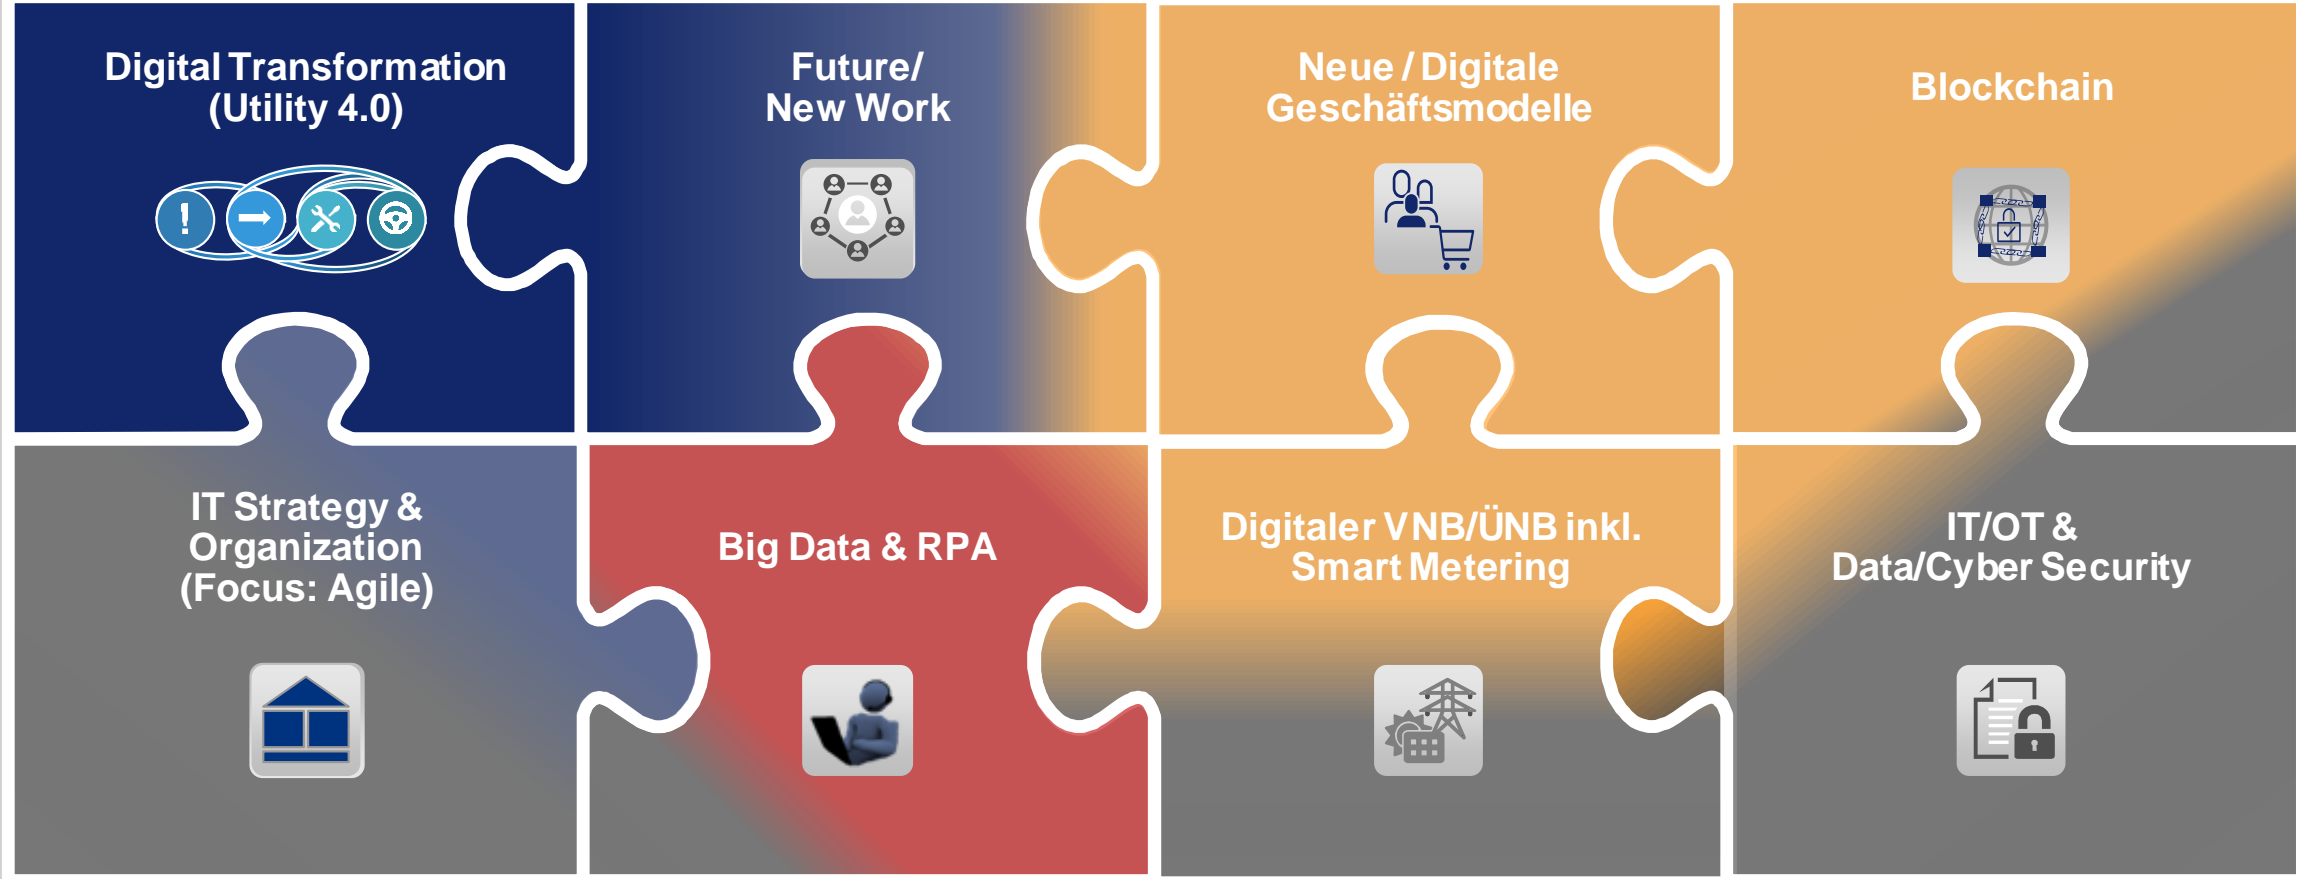 Digital Transformation
(Utility 4.0)
Future/
New Work
Neue / Digitale
Geschäftsmodelle
Blockchain
IT Strategy &
Organization
(Focus: Agile)
Big Data & RPA
Digitaler VNB/ÜNB inkl.
Smart Metering
IT/OT &
Data/Cyber Security